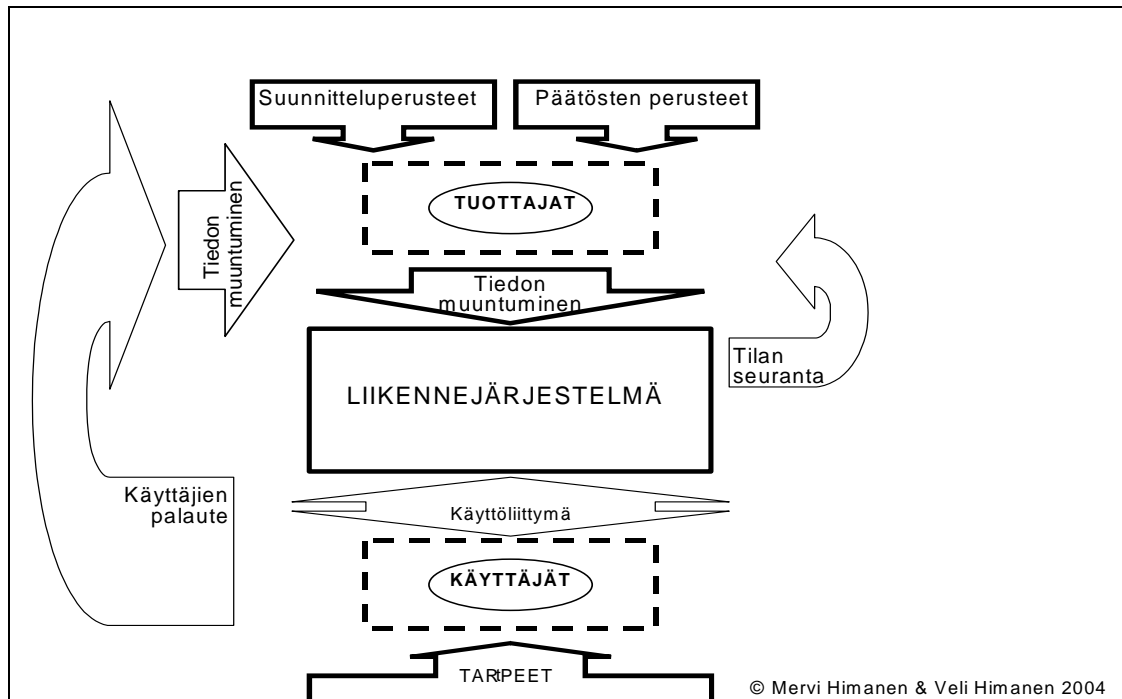 Suunnitteluperusteet
Päätösten perusteet
TUOTTAJAT
Tiedon
muuntuminen
Tiedon
muuntuminen
LIIKENNEJÄRJESTELMÄ
Tilan
seuranta
Käyttäjien
palaute
Käyttöliittymä
KÄYTTÄJÄT
© Mervi Himanen & Veli Himanen 2004